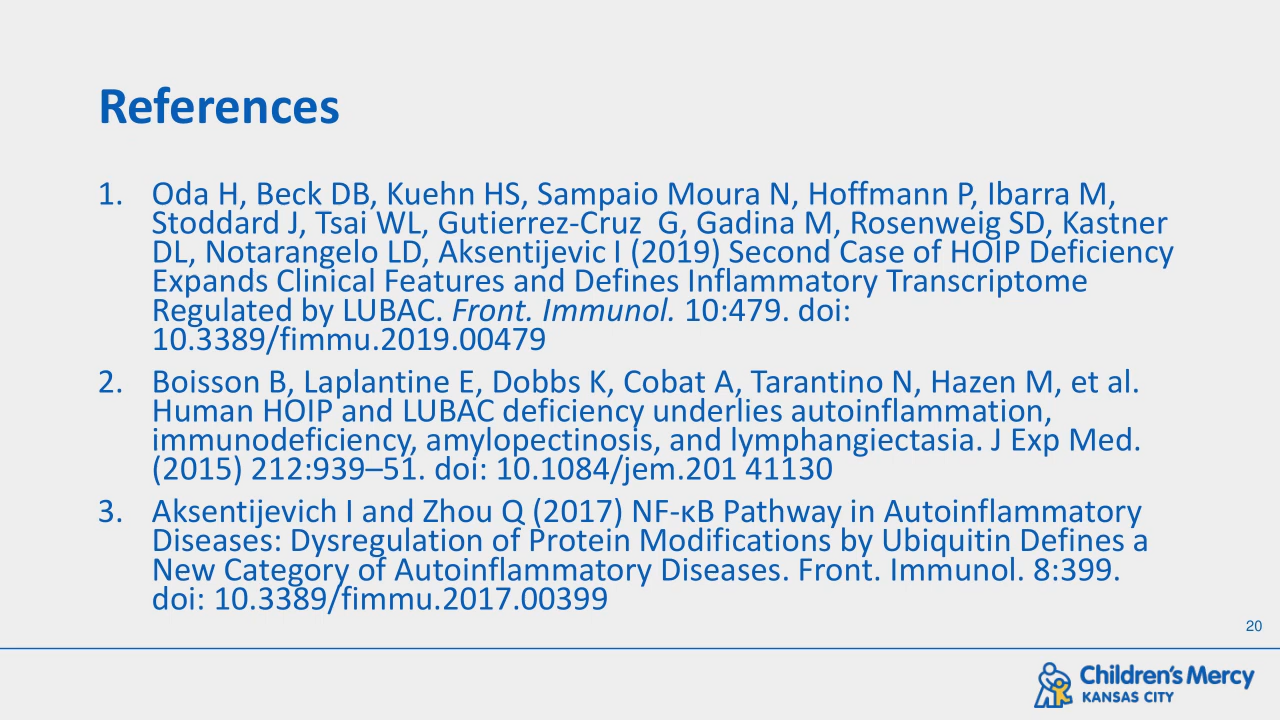 References
1. Oda H, Beck DB, Kuehn HS, Sampaio Moura N, Hoffmann P, Ibarra M,
Stoddard J, Tsai WL, Gutierrez-Cruz  G, Gadina M, Rosenweig SD, Kastner
DL, Notarangelo LD, Aksentijevic I (2019) Second Case of HOIP Deficiency
Expands Clinical Features and Defines Inflammatory Transcriptome
Regulated by LUBAC. Front. Immunol. 10:479. doi:
10.3389/fimmu.2019.00479
2. Boisson B, Laplantine E, Dobbs K, Cobat A, Tarantino N, Hazen M, et al.
Human HOIP and LUBAC deficiency underlies autoinflammation,
immunodeficiency, amylopectinosis, and lymphangiectasia. J Exp Med.
(2015) 212:939–51. doi: 10.1084/jem.201 41130
3. Aksentijevich I and Zhou Q (2017) NF-κB Pathway in Autoinflammatory
Diseases: Dysregulation of Protein Modifications by Ubiquitin Defines a
New Category of Autoinflammatory Diseases. Front. Immunol. 8:399.
doi: 10.3389/fimmu.2017.00399
20
Children's Mercy
KANSAS CITY